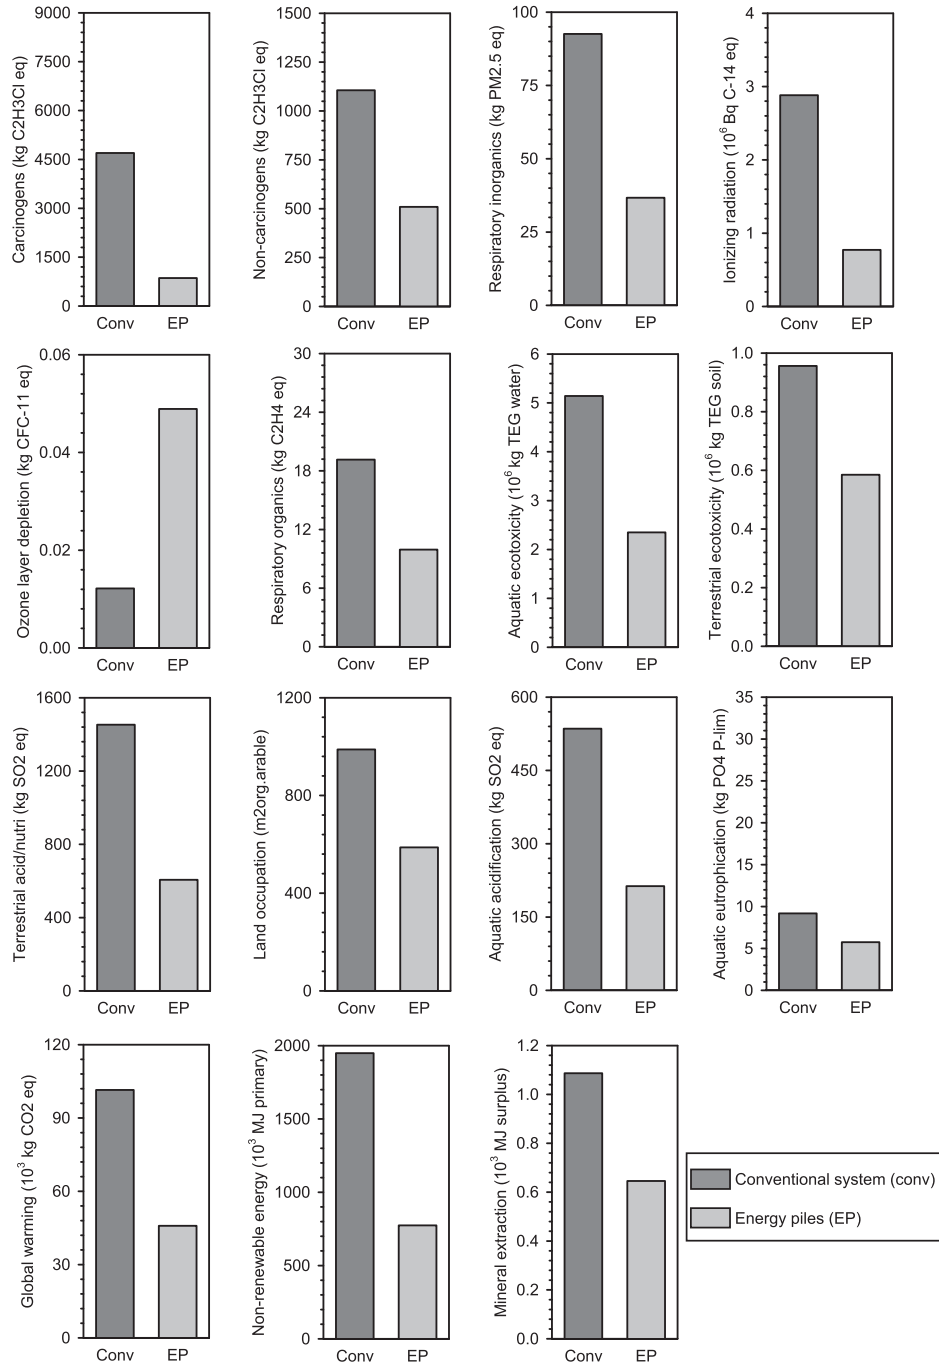 Carcinogens (kg C2H3Cl eq)
9000
7500
6000
4500
3000
1500
0
Conv EP
Non-carcinogens (kg C2H3Cl eq)
1500
1250
1000
750
500
250
0
Conv EP
Respiratory inorganics (kg PM2.5 eq)
100
75
50
25
0
Conv EP
Ionizing radiation (10⁶ Bq C-14 eq)
4
3
2
1
0
Conv EP
Ozone layer depletion (kg CFC-11 eq)
0.06
0.04
0.02
0.00
Conv EP
Respiratory organics (kg C2H4 eq)
30
24
18
12
6
0
Conv EP
Aquatic ecotoxicity (10⁶ kg TEG water)
6
5
4
3
2
1
0
Conv EP
Terrestrial ecotoxicity (10⁶ kg TEG soil)
1.0
0.8
0.6
0.4
0.2
0.0
Conv EP
Terrestrial acid/nutri (kg SO2 eq)
1600
1200
800
400
0
Conv EP
Land occupation (m2org.arable)
1200
800
400
0
Conv EP
Aquatic acidification (kg SO2 eq)
600
450
300
150
0
Conv EP
Aquatic eutrophication (kg PO4 P-lim)
35
30
25
20
15
10
5
0
Conv EP
Global warming (10³ kg CO2 eq)
120
90
60
30
0
Conv EP
Non-renewable energy (10³ MJ primary)
2000
1500
1000
500
0
Conv EP
Mineral extraction (10³ MJ surplus)
1.2
1.0
0.8
0.6
0.4
0.2
0.0
Conv EP
Conventional system (conv)
Energy piles (EP)